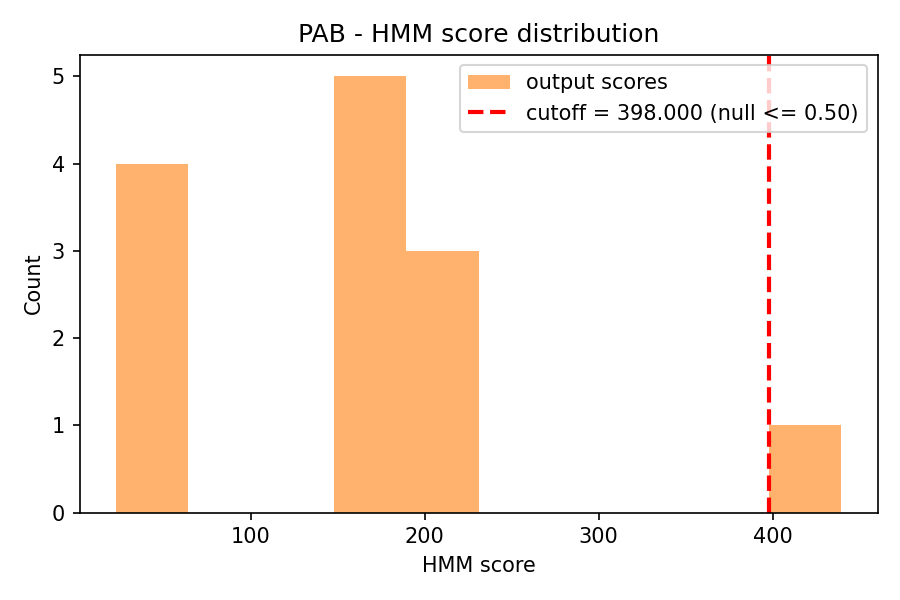 PAB - HMM score distribution
output scores
cutoff = 398.000 (null <= 0.50)
5
4
3
2
1
0
Count
100 200 300 400
HMM score